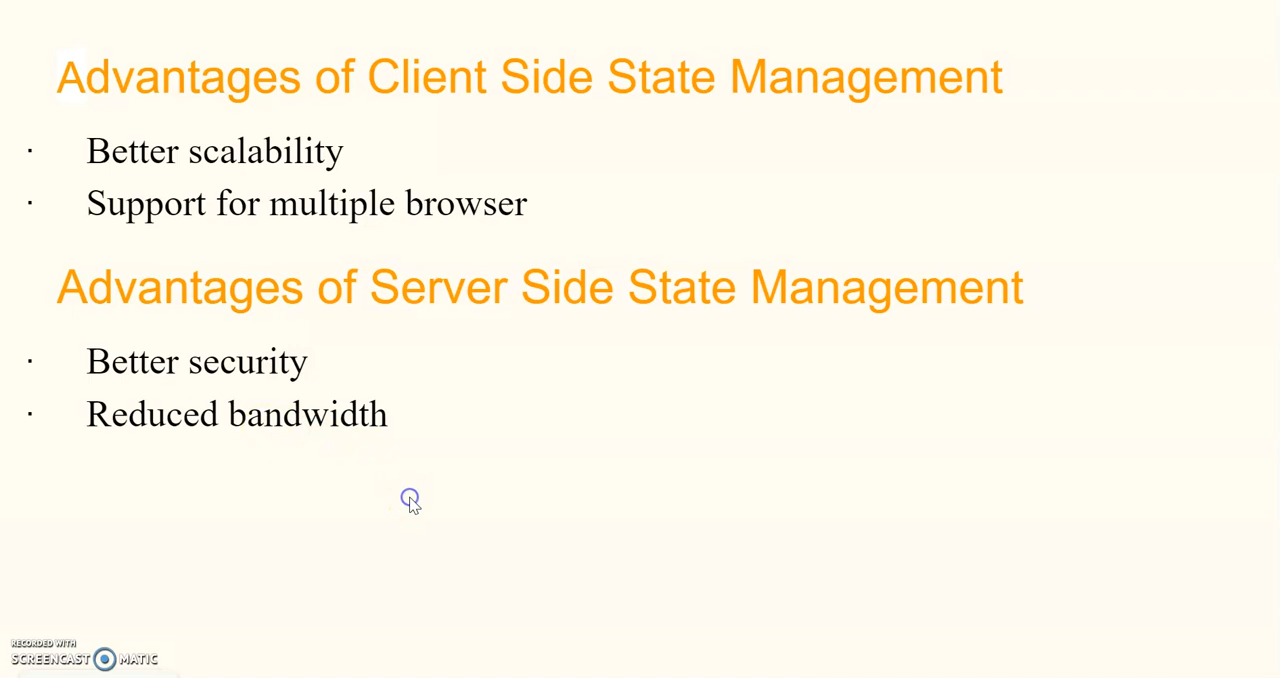 Advantages of Client Side State Management
· Better scalability
· Support for multiple browser
Advantages of Server Side State Management
· Better security
· Reduced bandwidth
RECORDED WITH
SCREENCAST MATIC